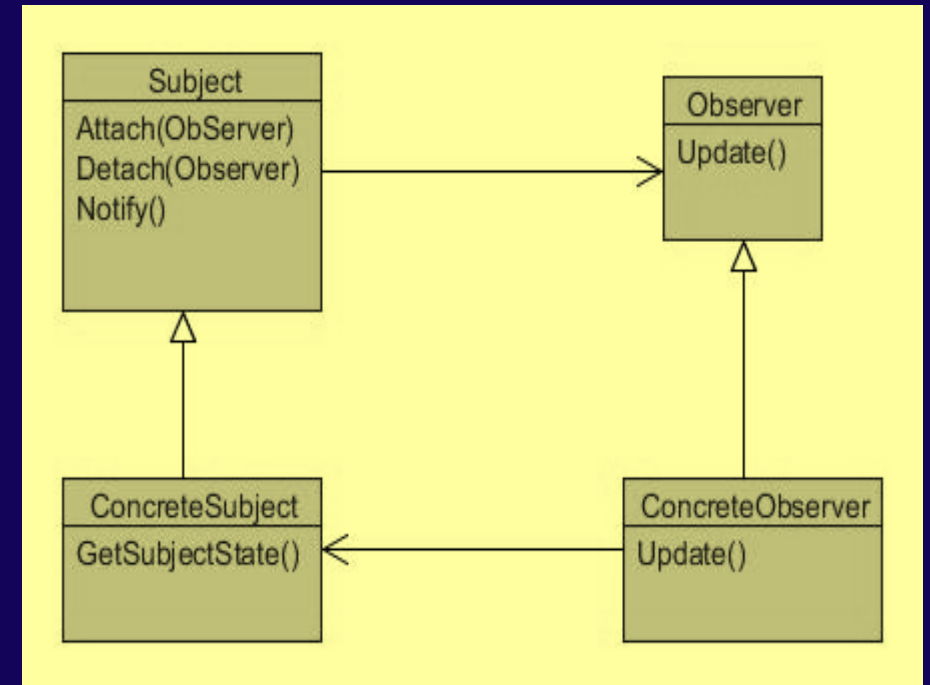 Subject
Attach(ObServer)
Detach(Observer)
Notify()
Observer
Update()
ConcreteSubject
GetSubjectState()
ConcreteObserver
Update()